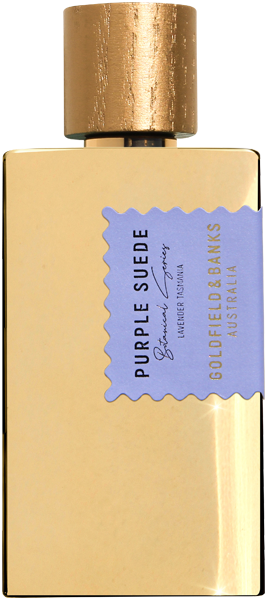 PURPLE SUEDE
Botanical Series
LAVENDER TASMANIA
GOLDFIELD & BANKS
AUSTRALIA